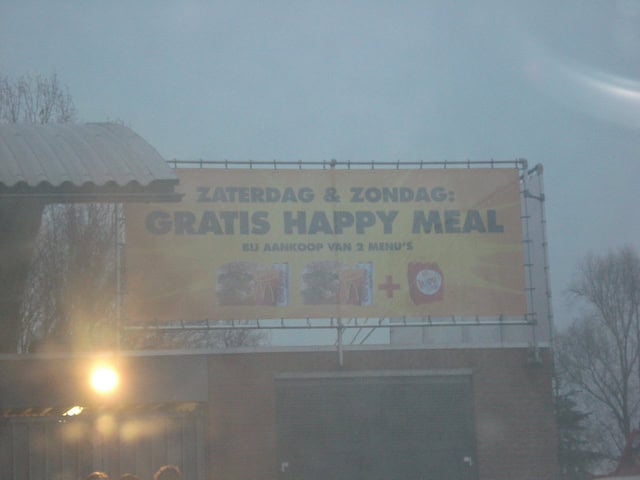 ZATERDAG & ZONDAG:
GRATIS HAPPY MEAL
BIJ AANKOOP VAN 2 MENU'S
+